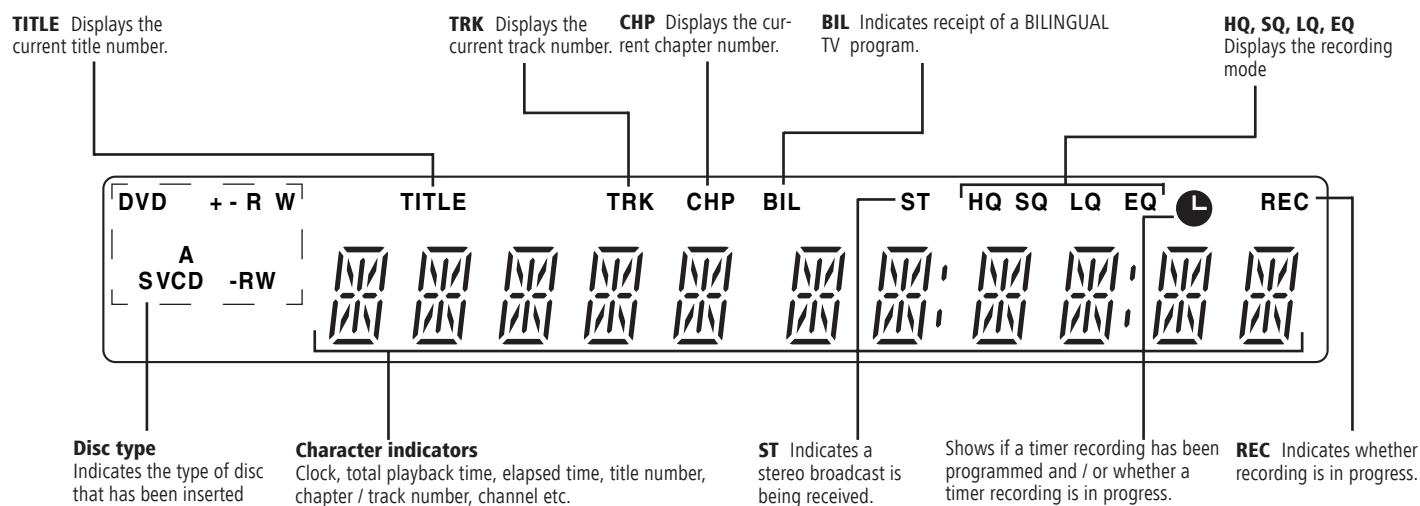 TITLE Displays the
current title number.
TRK Displays the
current track number.
CHP Displays the cur-
rent chapter number.
BIL Indicates receipt of a BILINGUAL
TV program.
HQ, SQ, LQ, EQ
Displays the recording
mode
DVD + - R W TITLE TRK CHP BIL ST HQ SQ LQ EQ REC
A
SVCD -RW
Disc type
Indicates the type of disc
that has been inserted
Character indicators
Clock, total playback time, elapsed time, title number,
chapter / track number, channel etc.
ST Indicates a
stereo broadcast is
being received.
Shows if a timer recording has been
programmed and / or whether a
timer recording is in progress.
REC Indicates whether
recording is in progress.